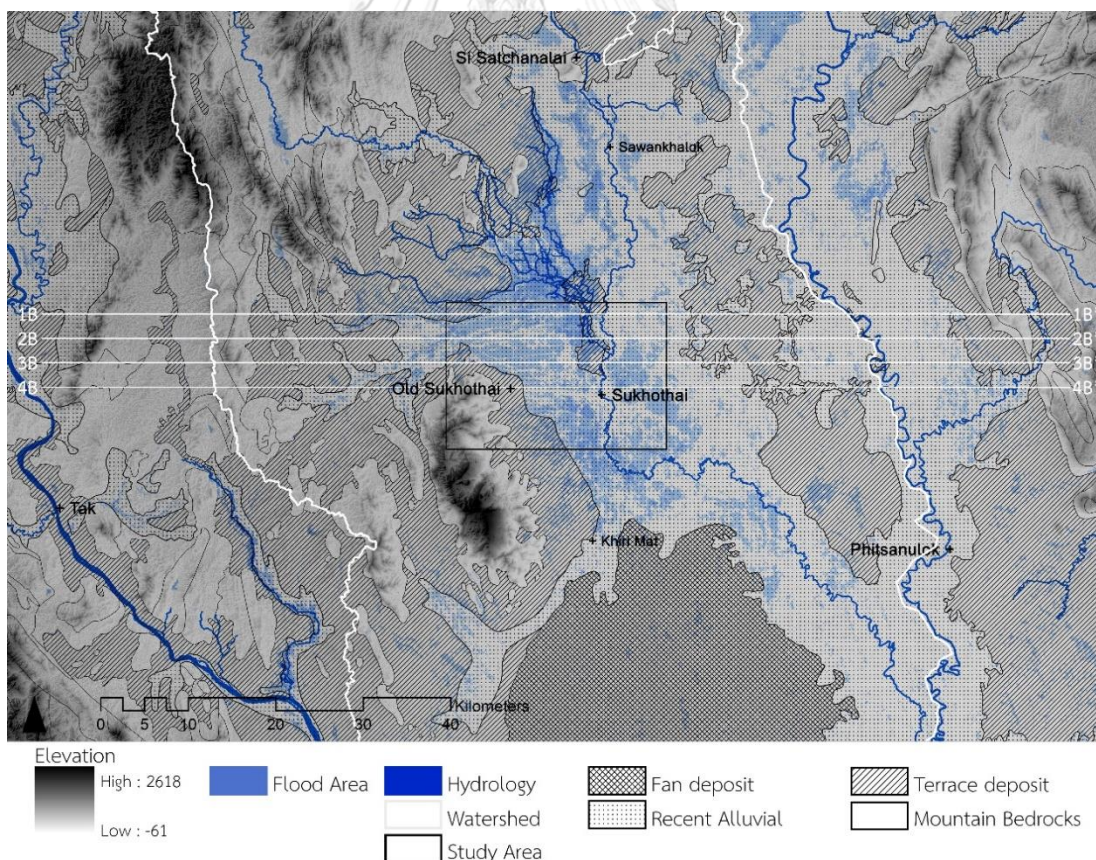 Si Satchanalai
Sawankhalok
1B 1B
2B 2B
3B 3B
4B 4B
Old Sukhothai
Sukhothai
Tak
Khiri Mat
Phitsanulok
Kilometers
0 5 10 20 30 40
Elevation
High : 2618
Low : -61
Flood Area
Hydrology
Watershed
Study Area
Fan deposit
Recent Alluvial
Terrace deposit
Mountain Bedrocks